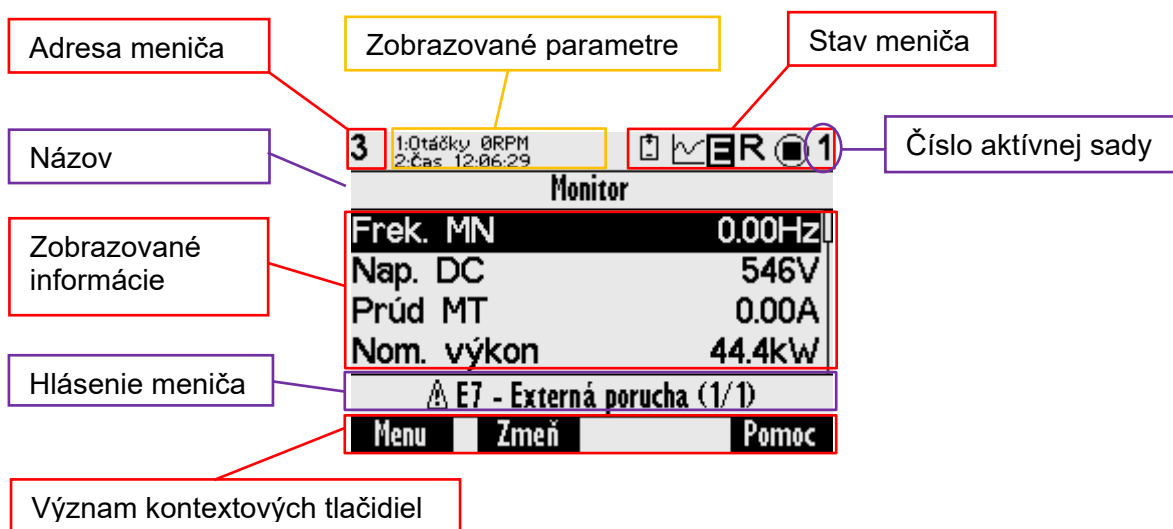 Adresa meniča
Zobrazované parametre
Stav meniča
3
1:Otáčky 0RPM
2:Čas 12:06:29
E R 1
Číslo aktívnej sady
Názov
Monitor
Zobrazované
informácie
Frek. MN 0.00Hz
Nap. DC 546V
Prúd MT 0.00A
Nom. výkon 44.4kW
Hlásenie meniča
E7 - Externá porucha (1/1)
Menu Zmeň Pomoc
Význam kontextových tlačidiel